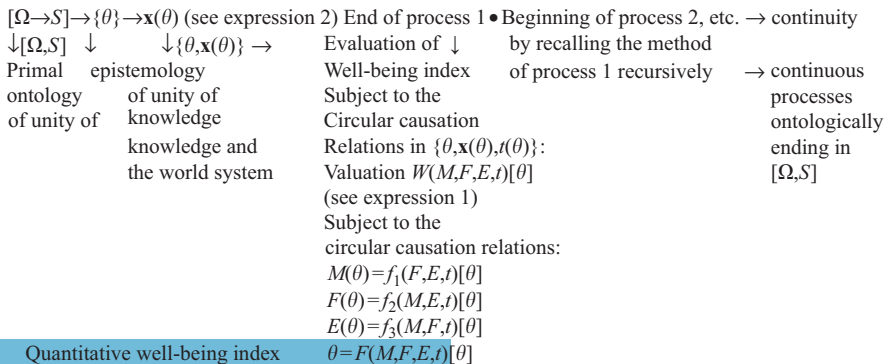 [Ω→S]→{θ}→x(θ) (see expression 2) End of process 1 • Beginning of process 2, etc. → continuity
↓[Ω,S] ↓ ↓{θ,x(θ)} → Evaluation of ↓ by recalling the method
Primal epistemology Well-being index of process 1 recursively → continuous
ontology of unity of Subject to the processes
of unity of knowledge Circular causation ontologically
knowledge and Relations in {θ,x(θ),t(θ)}: ending in
the world system Valuation W(M,F,E,t)[θ] [Ω,S]
(see expression 1)
Subject to the
circular causation relations:
M(θ)=f₁(F,E,t)[θ]
F(θ)=f₂(M,E,t)[θ]
E(θ)=f₃(M,F,t)[θ]
Quantitative well-being index θ=F(M,F,E,t)[θ]